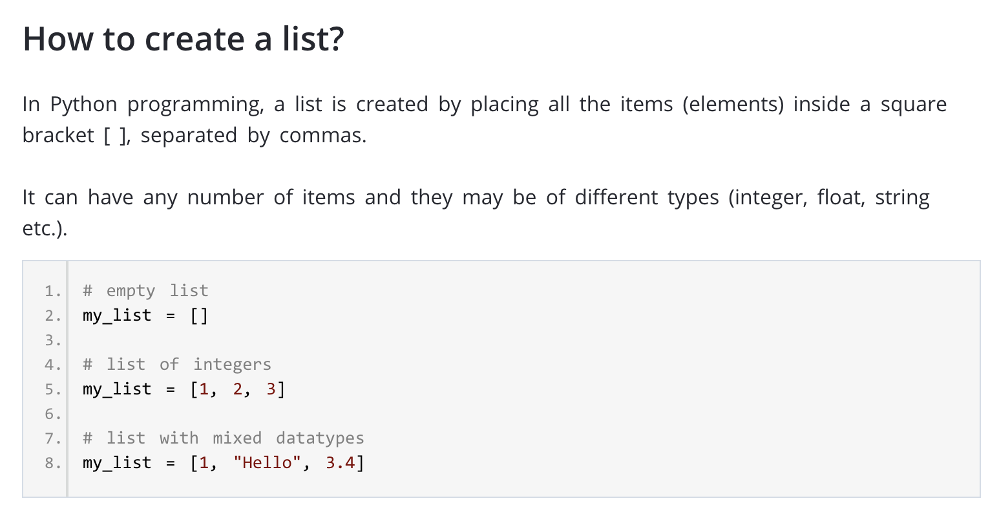 How to create a list?
In Python programming, a list is created by placing all the items (elements) inside a square
bracket [ ], separated by commas.
It can have any number of items and they may be of different types (integer, float, string
etc.).
1. # empty list
2. my_list = []
3.
4. # list of integers
5. my_list = [1, 2, 3]
6.
7. # list with mixed datatypes
8. my_list = [1, "Hello", 3.4]